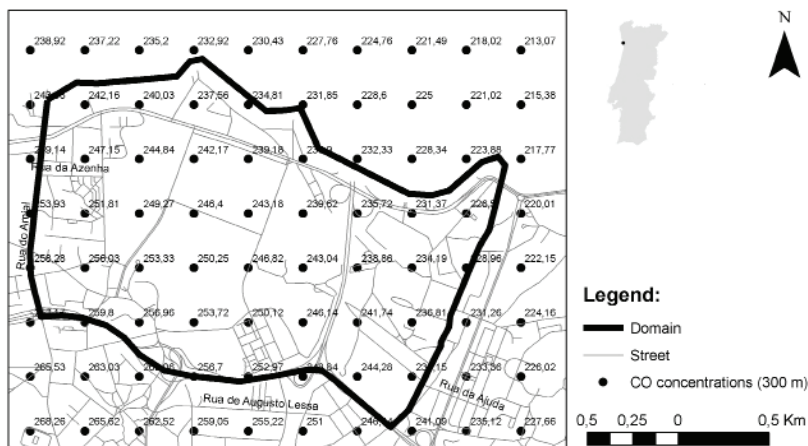 238,92 237,22 235,2 232,92 230,43 227,76 224,76 221,49 218,02 213,07
242,16 240,03 237,56 234,81 231,85 228,6 225 221,02 215,38
247,15 244,84 242,17 239,18 232,33 228,34 223,88 217,77
Rua da Azenha
253,93 251,81 249,27 246,4 243,18 239,62 235,72 231,37 220,01
Rua do Amial
258,28 256,03 253,33 250,25 246,82 243,04 238,86 234,19 228,96 222,15
259,8 256,96 253,72 250,12 246,14 241,74 236,81 231,26 224,16
265,53 263,03 256,7 252,97 244,28 233,36 226,02
Rua da Ajuda
Rua de Augusto Lessa
268,26 265,62 262,52 259,05 255,22 251 241,09 235,12 227,66
N
Legend:
Domain
Street
CO concentrations (300 m)
0,5 0,25 0 0,5 Km